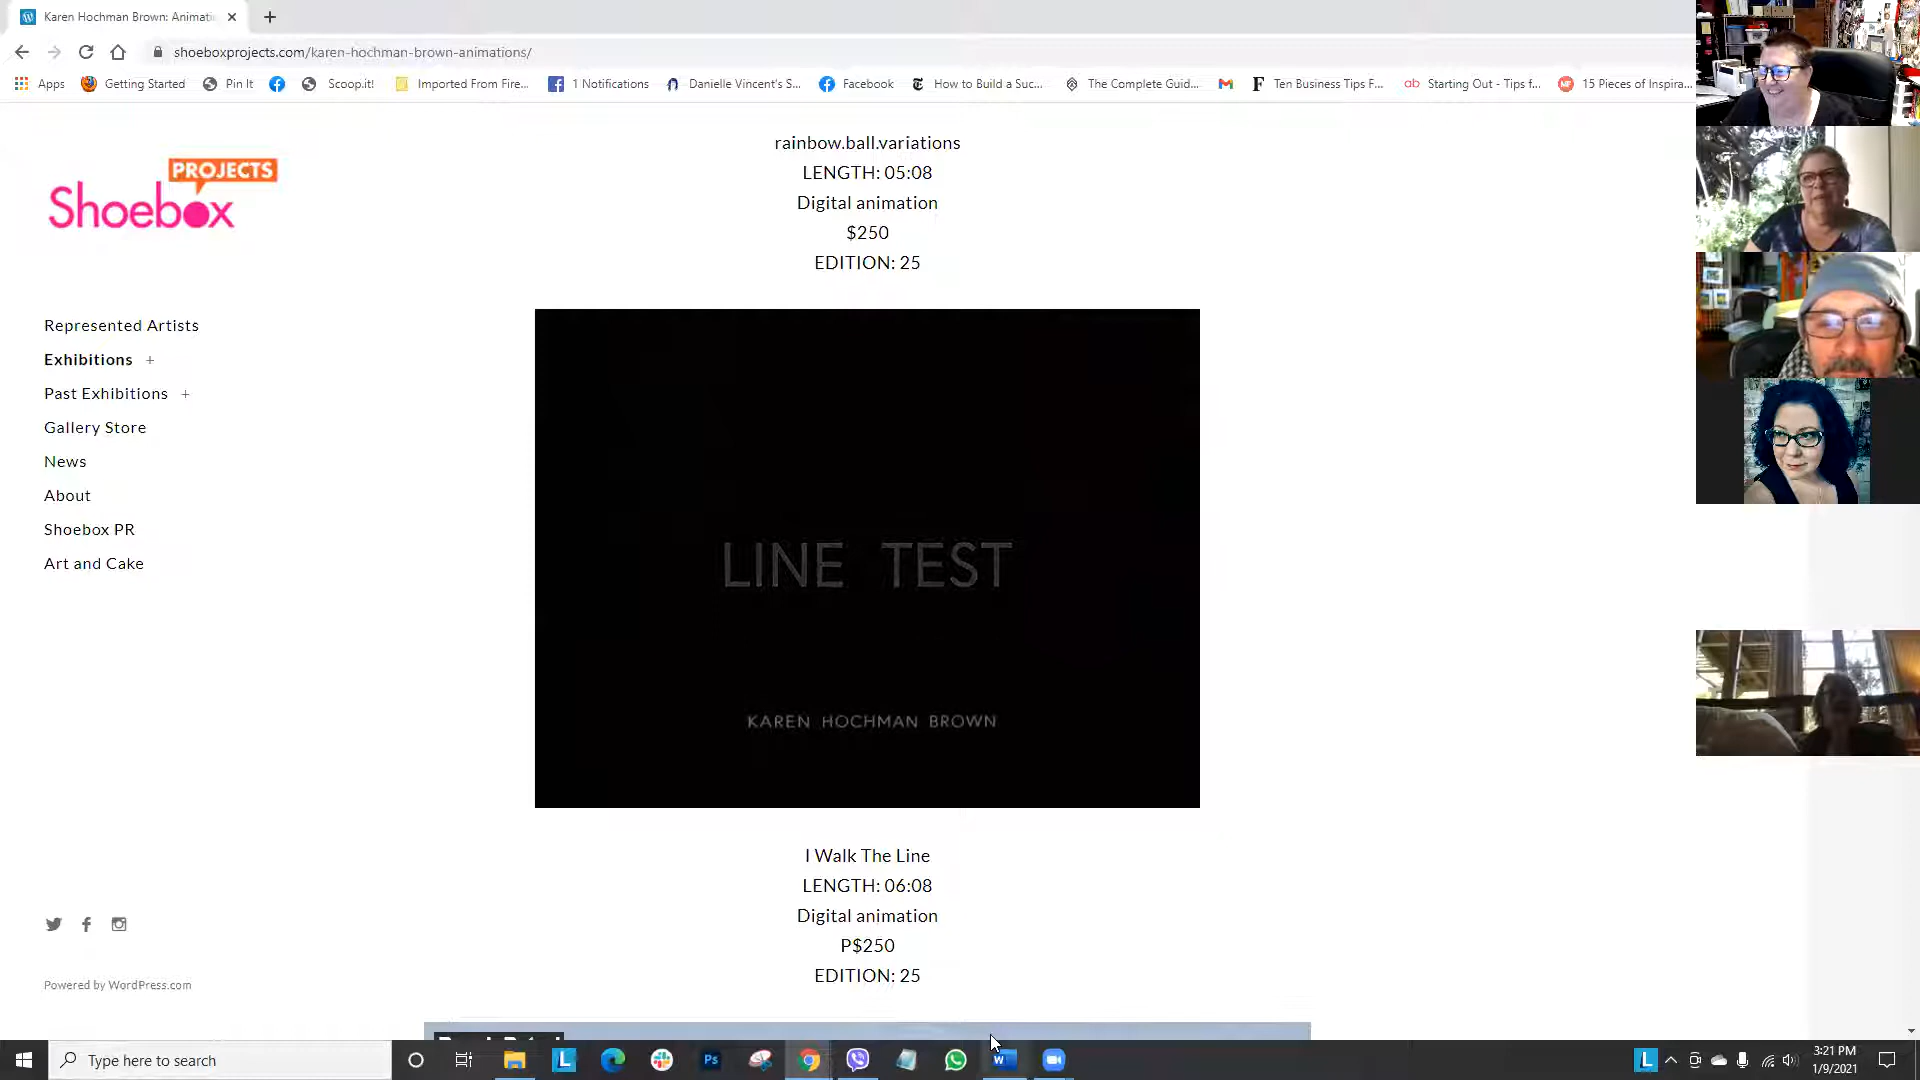 Karen Hochman Brown: Animati
shoeboxprojects.com/karen-hochman-brown-animations/
Apps
Getting Started
Pin It
Scoop.it!
Imported From Fire...
1 Notifications
Danielle Vincent's S...
Facebook
How to Build a Suc...
The Complete Guid...
Ten Business Tips F...
Starting Out - Tips f...
15 Pieces of Inspira...
PROJECTS
Shoebox
Represented Artists
Exhibitions +
Past Exhibitions +
Gallery Store
News
About
Shoebox PR
Art and Cake
Powered by WordPress.com
rainbow.ball.variations
LENGTH: 05:08
Digital animation
$250
EDITION: 25
LINE TEST
KAREN HOCHMAN BROWN
I Walk The Line
LENGTH: 06:08
Digital animation
P$250
EDITION: 25
Type here to search
3:21 PM
1/9/2021